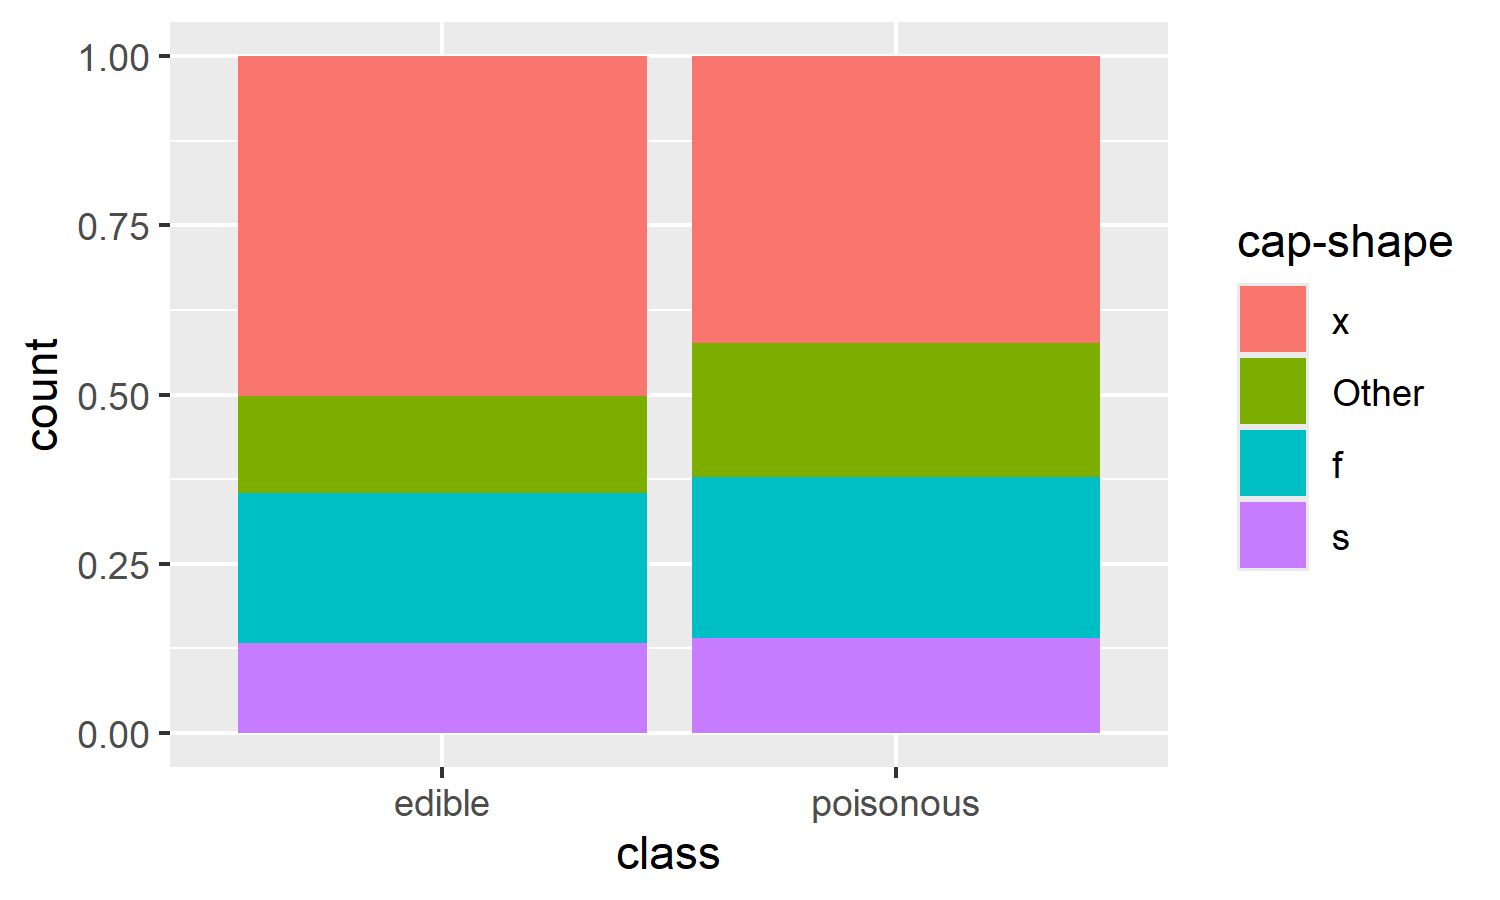 1.00
0.75
0.50
0.25
0.00
count
edible poisonous
class
cap-shape
x
Other
f
s